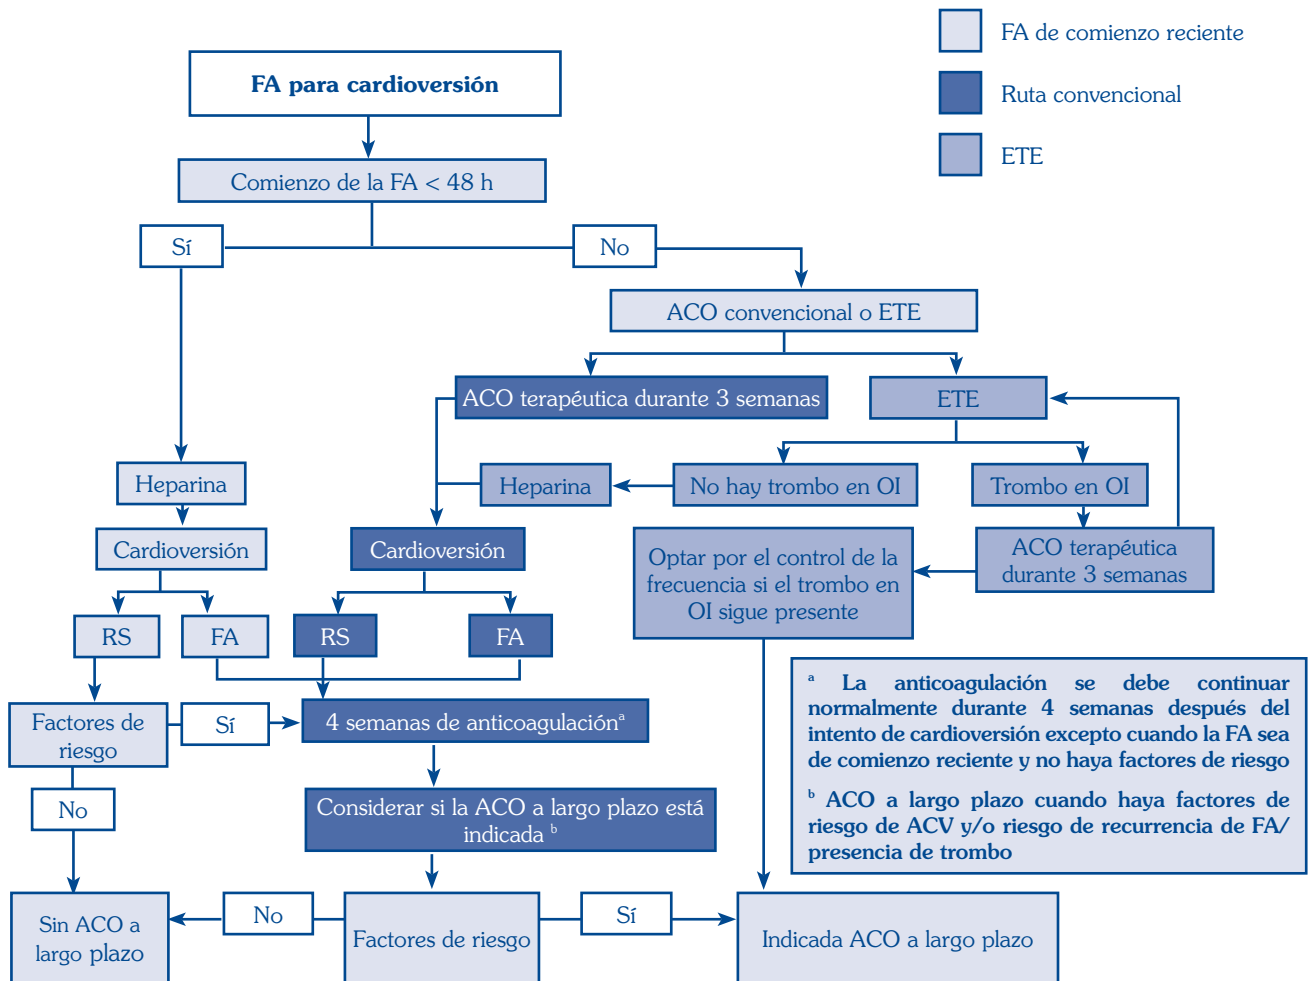 FA de comienzo reciente
Ruta convencional
ETE
FA para cardioversión
Comienzo de la FA < 48 h
Sí
No
ACO convencional o ETE
ACO terapéutica durante 3 semanas
ETE
Heparina
Heparina
No hay trombo en OI
Trombo en OI
Cardioversión
Cardioversión
Optar por el control de la
frecuencia si el trombo en
OI sigue presente
ACO terapéutica
durante 3 semanas
RS
FA
RS
FA
Factores de
riesgo
Sí
4 semanas de anticoagulaciónᵃ
ᵃ La anticoagulación se debe continuar
normalmente durante 4 semanas después del
intento de cardioversión excepto cuando la FA sea
de comienzo reciente y no haya factores de riesgo
ᵇ ACO a largo plazo cuando haya factores de
riesgo de ACV y/o riesgo de recurrencia de FA/
presencia de trombo
No
Considerar si la ACO a largo plazo está
indicada ᵇ
Sin ACO a
largo plazo
No
Factores de riesgo
Sí
Indicada ACO a largo plazo